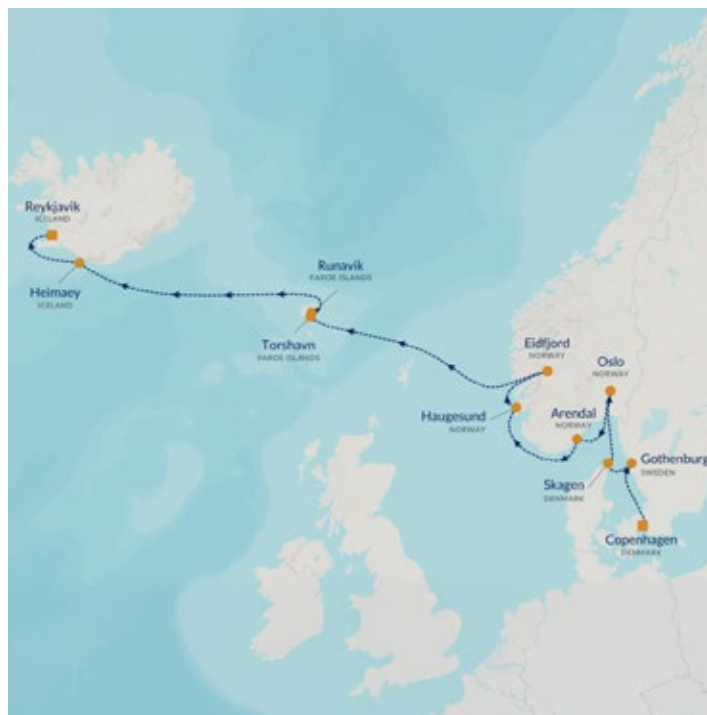 Reykjavik
ICELAND
Heimaey
ICELAND
Runavik
FAROE ISLANDS
Torshavn
FAROE ISLANDS
Eidfjord
NORWAY
Oslo
NORWAY
Haugesund
NORWAY
Arendal
NORWAY
Gothenburg
SWEDEN
Skagen
DENMARK
Copenhagen
DENMARK